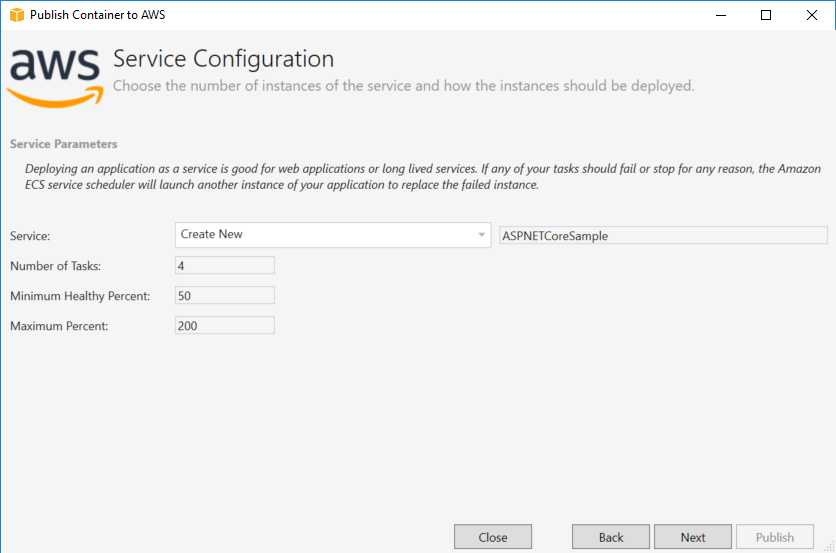 Publish Container to AWS
aws
Service Configuration
Choose the number of instances of the service and how the instances should be deployed.
Service Parameters
Deploying an application as a service is good for web applications or long lived services. If any of your tasks should fail or stop for any reason, the Amazon
ECS service scheduler will launch another instance of your application to replace the failed instance.
Service: Create New ASPNETCoreSample
Number of Tasks: 4
Minimum Healthy Percent: 50
Maximum Percent: 200
Close Back Next Publish